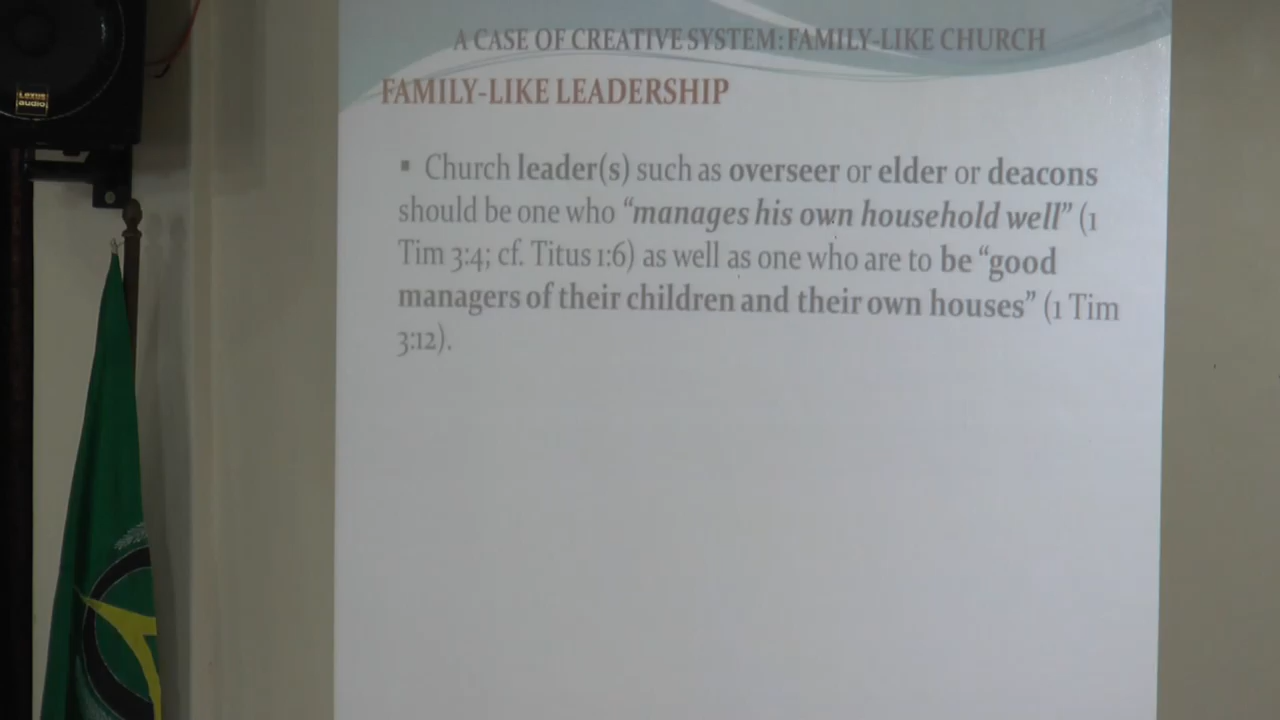 Lexus
audio
A CASE OF CREATIVE SYSTEM: FAMILY-LIKE CHURCH
FAMILY-LIKE LEADERSHIP
▪ Church leader(s) such as overseer or elder or deacons
should be one who “manages his own household well” (1
Tim 3:4; cf. Titus 1:6) as well as one who are to be “good
managers of their children and their own houses” (1 Tim
3:12).